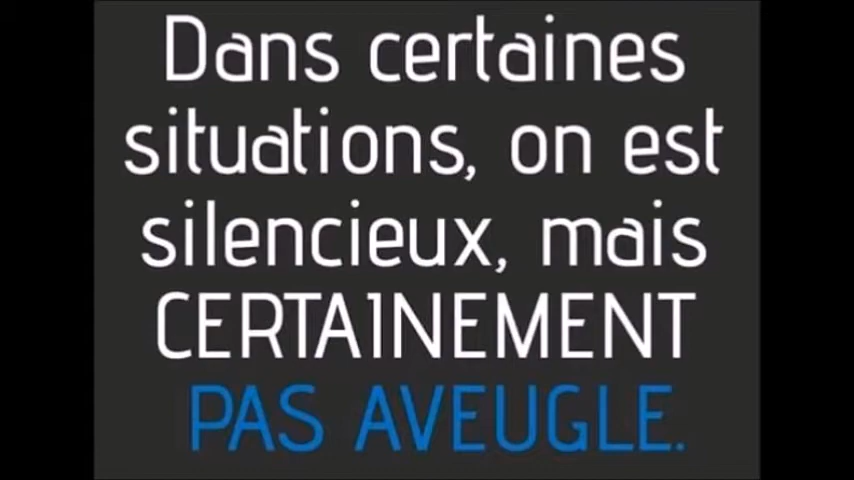 Dans certaines
situations, on est
silencieux, mais
CERTAINEMENT
PAS AVEUGLE.